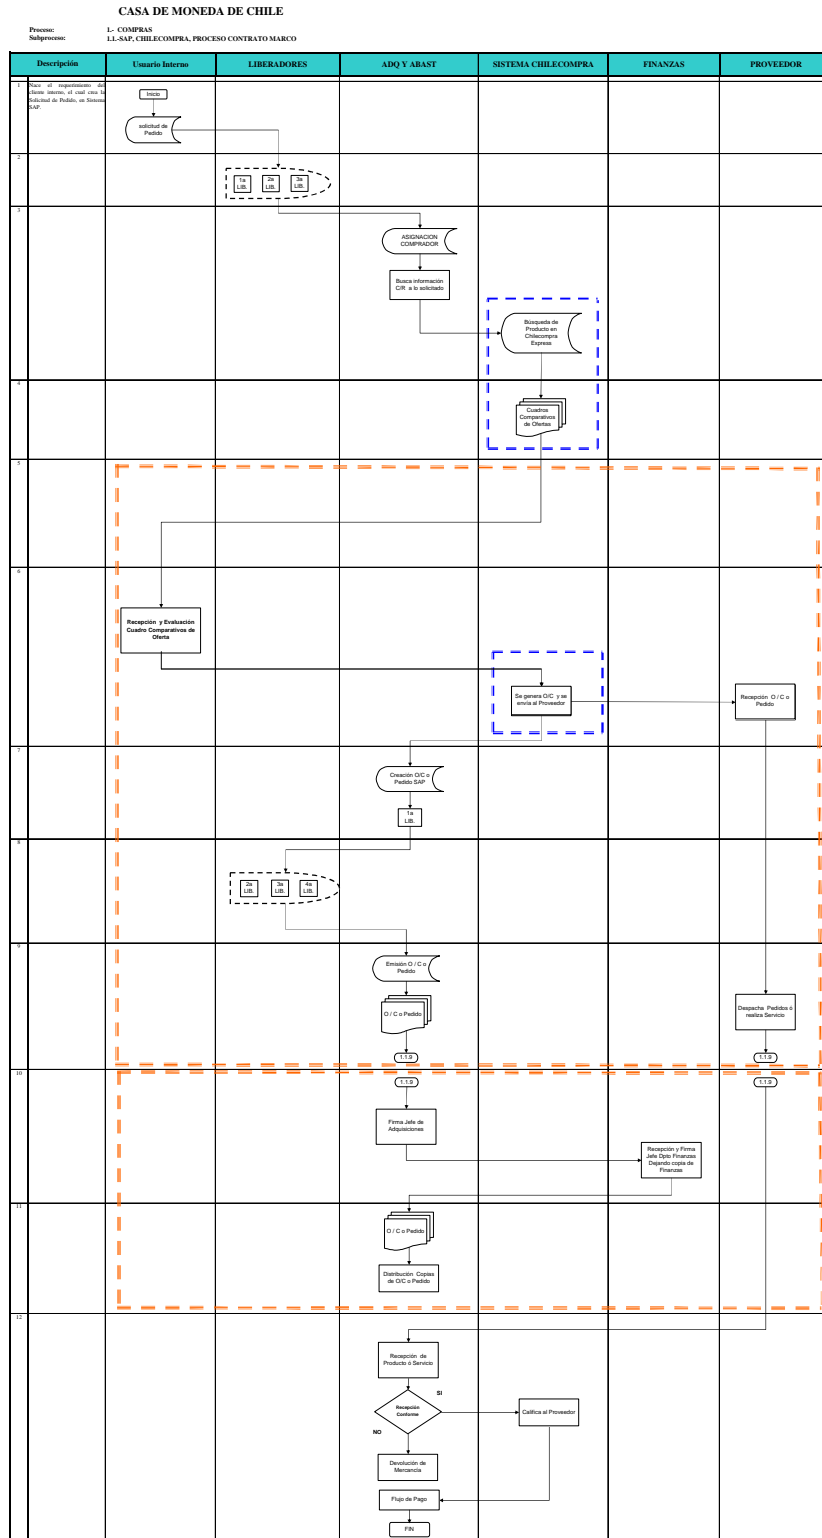 CASA DE MONEDA DE CHILE
Proceso: 1.- COMPRAS
Subproceso: 1.1.-SAP, CHILECOMPRA, PROCESO CONTRATO MARCO
Descripción Usuario Interno LIBERADORES ADQ Y ABAST SISTEMA CHILECOMPRA FINANZAS PROVEEDOR
1
Nace el requerimiento del
cliente interno, el cual crea la
Solicitud de Pedido, en Sistema
SAP.
Inicio
solicitud de
Pedido
2
1a
LIB.
2a
LIB.
3a
LIB.
3
ASIGNACION
COMPRADOR
Busca información
C/R a lo solicitado
Búsqueda de
Producto en
Chilecompra
Express
4
Cuadros
Comparativos
de Ofertas
5
6
Recepción y Evaluación
Cuadro Comparativos de
Oferta
Se genera O/C y se
envía al Proveedor
Recepción O / C o
Pedido
7
Creación O/C o
Pedido SAP
1a
LIB.
8
2a
LIB.
3a
LIB.
4a
LIB.
9
Emisión O / C o
Pedido
O / C o Pedido
Despacha Pedidos ó
realiza Servicio
1.1.9
1.1.9
10
1.1.9
1.1.9
Firma Jefe de
Adquisiciones
Recepción y Firma
Jefe Dpto Finanzas
Dejando copia de
Finanzas
11
O / C o Pedido
Distribución Copias
de O/C o Pedido
12
Recepción de
Producto ó Servicio
SI
Recepción
Conforme
Califica al Proveedor
NO
Devolución de
Mercancia
Flujo de Pago
FIN